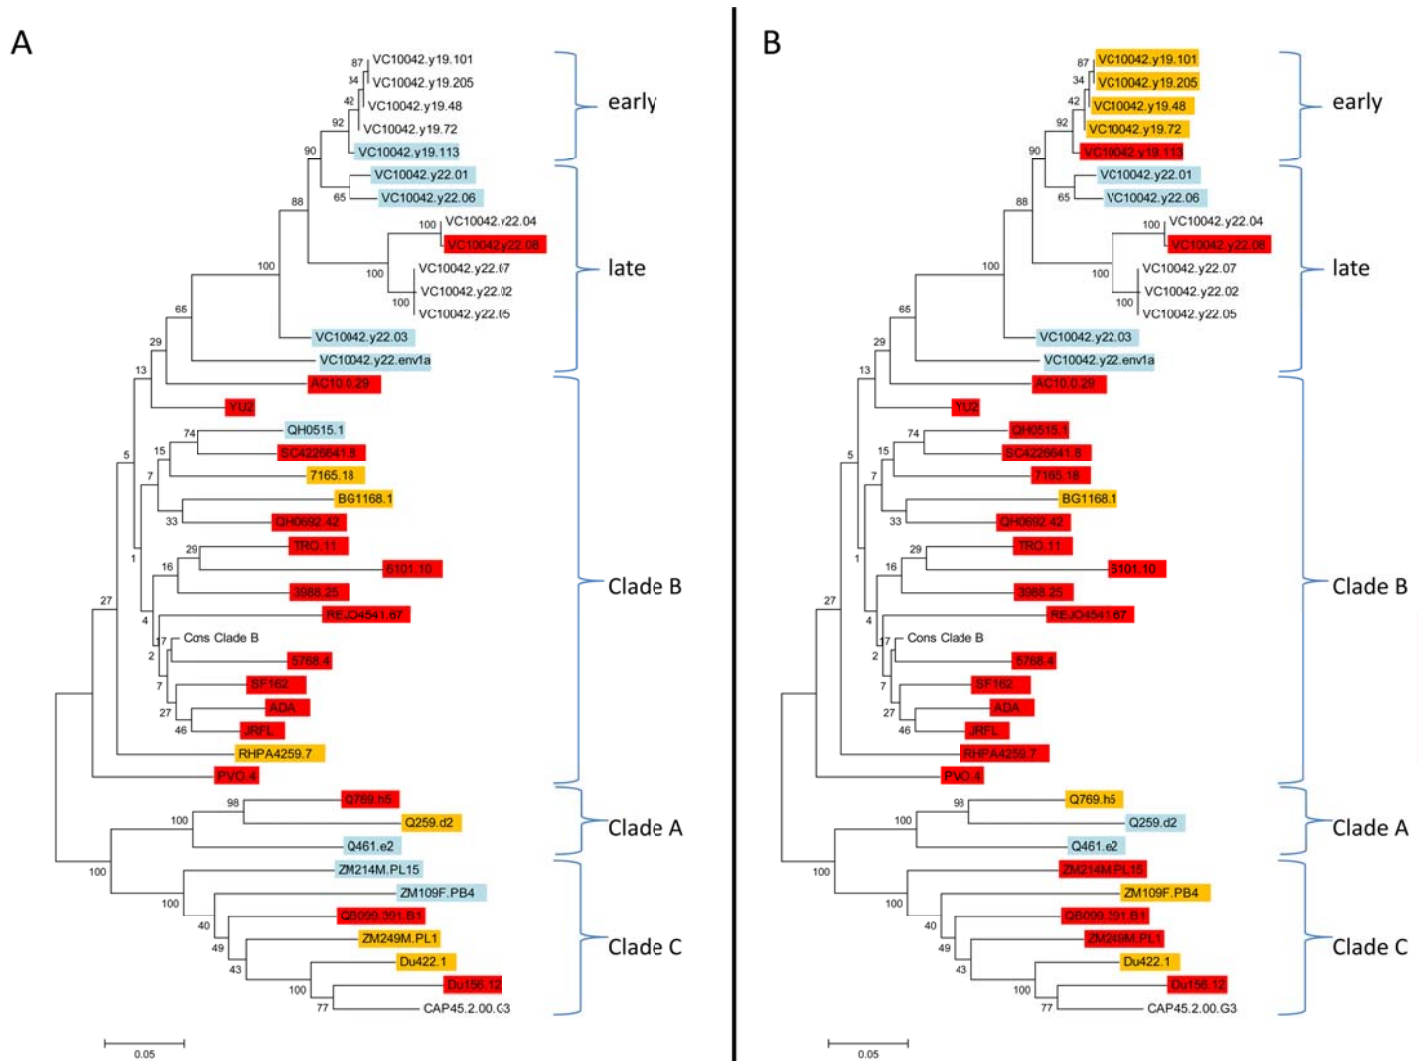 A
87
VC10042.y19.101
34
VC10042.y19.205
42
VC10042.y19.48
early
92
VC10042.y19.72
90
VC10042.y19.113
VC10042.y22.01
65
VC10042.y22.06
88
100
VC10042.y22.04
VC10042.y22.08
100
100
VC10042.y22.07
late
VC10042.y22.02
100
VC10042.y22.05
65
VC10042.y22.03
29
VC10042.y22.env1a
13
AC10.0.29
YU2
74
QH0515.1
5
15
SC4226641.8
7
7165.18
BG1168.1
33
QH0692.42
29
TRO.11
1
16
6101.10
Clade B
27
3988.25
4
REJO4541.67
17
Cons Clade B
2
5768.4
7
SF162
27
ADA
46
JRFL
RHPA4259.7
PVO.4
98
Q769.h5
100
Q259.d2
Clade A
Q461.e2
100
ZM214M.PL15
100
ZM109F.PB4
40
QB099.391.B1
49
ZM249M.PL1
Clade C
43
Du422.1
100
Du156.12
77
CAP45.2.00.G3
0.05
B
87
VC10042.y19.101
34
VC10042.y19.205
42
VC10042.y19.48
early
92
VC10042.y19.72
90
VC10042.y19.113
VC10042.y22.01
65
VC10042.y22.06
88
100
VC10042.y22.04
VC10042.y22.08
100
100
VC10042.y22.07
late
VC10042.y22.02
100
VC10042.y22.05
65
VC10042.y22.03
29
VC10042.y22.env1a
13
AC10.0.29
YU2
74
QH0515.1
5
15
SC4226641.8
7
7165.18
BG1168.1
33
QH0692.42
29
TRO.11
1
16
6101.10
Clade B
27
3988.25
4
REJO4541.67
17
Cons Clade B
2
5768.4
7
SF162
27
ADA
46
JRFL
RHPA4259.7
PVO.4
98
Q769.h5
100
Q259.d2
Clade A
Q461.e2
100
ZM214M.PL15
100
ZM109F.PB4
40
QB099.391.B1
49
ZM249M.PL1
Clade C
43
Du422.1
100
Du156.12
77
CAP45.2.00.G3
0.05